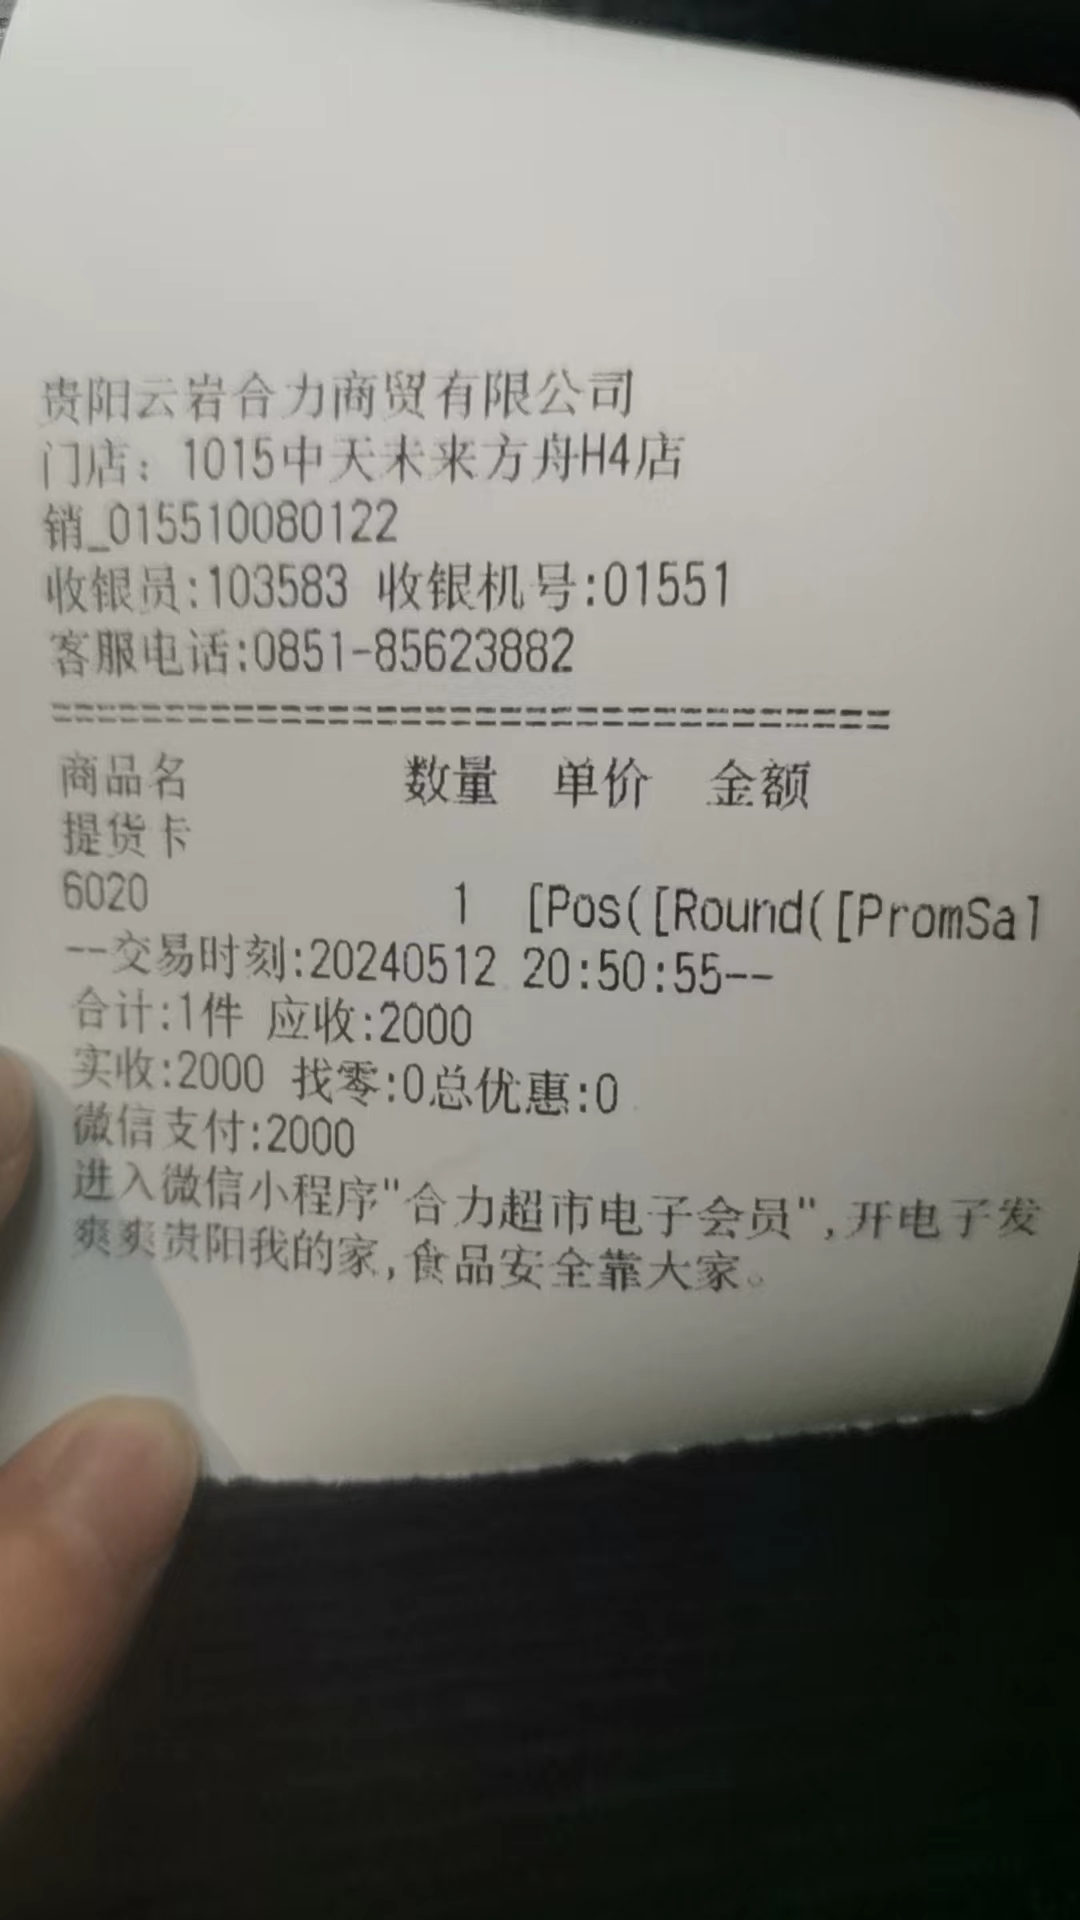 贵阳云岩合力商贸有限公司
门店：1015中天未来方舟H4店
销_015510080122
收银员:103583 收银机号:01551
客服电话:0851-85623882
=====================================
商品名 数量 单价 金额
提货卡
6020 1 [Pos([Round([PromSal
--交易时刻:20240512 20:50:55--
合计:1件 应收:2000
实收:2000 找零:0总优惠:0
微信支付:2000
进入微信小程序"合力超市电子会员",开电子发
爽爽贵阳我的家,食品安全靠大家。